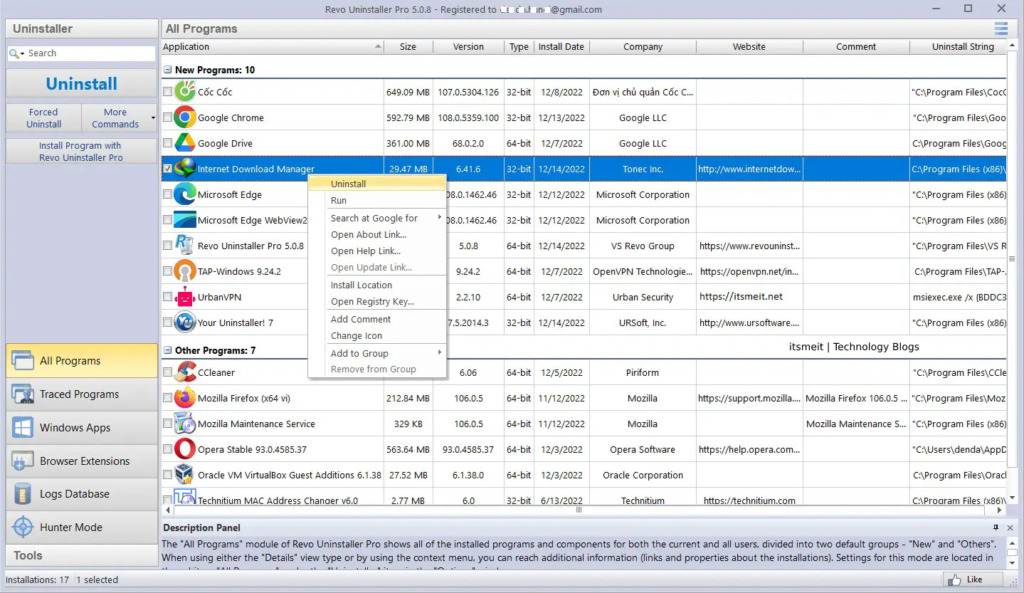 Revo Uninstaller Pro 5.0.8 - Registered to @gmail.com
Uninstaller
Search
Uninstall
Forced Uninstall
More Commands
Install Program with
Revo Uninstaller Pro
All Programs
Application Size Version Type Install Date Company Website Comment Uninstall String
New Programs: 10
Cốc Cốc 649.09 MB 107.0.5304.126 32-bit 12/8/2022 Đơn vị chủ quản Cốc C... "C:\Program Files\CocC
Google Chrome 592.79 MB 108.0.5359.100 32-bit 12/13/2022 Google LLC "C:\Program Files\Goo
Google Drive 361.00 MB 68.0.2.0 64-bit 12/7/2022 Google LLC "C:\Program Files\Goog
Internet Download Manager 29.47 MB 6.41.6 32-bit 12/14/2022 Tonec Inc. http://www.internetdow... C:\Program Files (x86)\
Microsoft Edge 08.0.1462.46 32-bit 12/12/2022 Microsoft Corporation "C:\Program Files (x86)
Microsoft Edge WebView2 08.0.1462.46 32-bit 12/12/2022 Microsoft Corporation "C:\Program Files (x86)
Revo Uninstaller Pro 5.0.8 5.0.8 64-bit 12/14/2022 VS Revo Group https://www.revouninst... "C:\Program Files\VS R
TAP-Windows 9.24.2 9.24.2 64-bit 12/7/2022 OpenVPN Technologie... https://openvpn.net/in... C:\Program Files\TAP-
UrbanVPN 2.2.10 64-bit 12/7/2022 Urban Security https://itsmeit.net msiexec.exe /x {BDDC3
Your Uninstaller! 7 7.5.2014.3 32-bit 12/14/2022 URSoft, Inc. http://www.ursoftware.... "C:\Program Files (x86)
Uninstall
Run
Search at Google for
Open About Link...
Open Help Link...
Open Update Link...
Install Location
Open Registry Key...
Add Comment
Change Icon
Add to Group
Remove from Group
Other Programs: 7
itsmeit | Technology Blogs
CCleaner 6.06 64-bit 12/5/2022 Piriform "C:\Program Files\CCle
Mozilla Firefox (x64 vi) 212.84 MB 106.0.5 64-bit 11/12/2022 Mozilla https://support.mozilla.... Mozilla Firefox 106.0.5 ... "C:\Program Files\Moz
Mozilla Maintenance Service 329 KB 106.0.5 64-bit 11/12/2022 Mozilla Mozilla Maintenance S... "C:\Program Files (x86)
Opera Stable 93.0.4585.37 563.64 MB 93.0.4585.37 64-bit 12/3/2022 Opera Software https://help.opera.com... "C:\Users\denda\AppD
Oracle VM VirtualBox Guest Additions 6.1.38 27.52 MB 6.1.38.0 64-bit 12/3/2022 Oracle Corporation C:\Program Files\Oracl
Technitium MAC Address Changer v6.0 2.77 MB 6.0 32-bit 6/13/2022 Technitium https://technitium.com "C:\Program Files (x86)\
All Programs
Traced Programs
Windows Apps
Browser Extensions
Logs Database
Hunter Mode
Tools
Description Panel
The "All Programs" module of Revo Uninstaller Pro shows all of the installed programs and components for both the current and all users, divided into two default groups - "New" and "Others".
When using either the "Details" view type or by using the context menu, you can reach additional information (links and properties about the installations). Settings for this mode are located in
Installations: 17 1 selected
Like